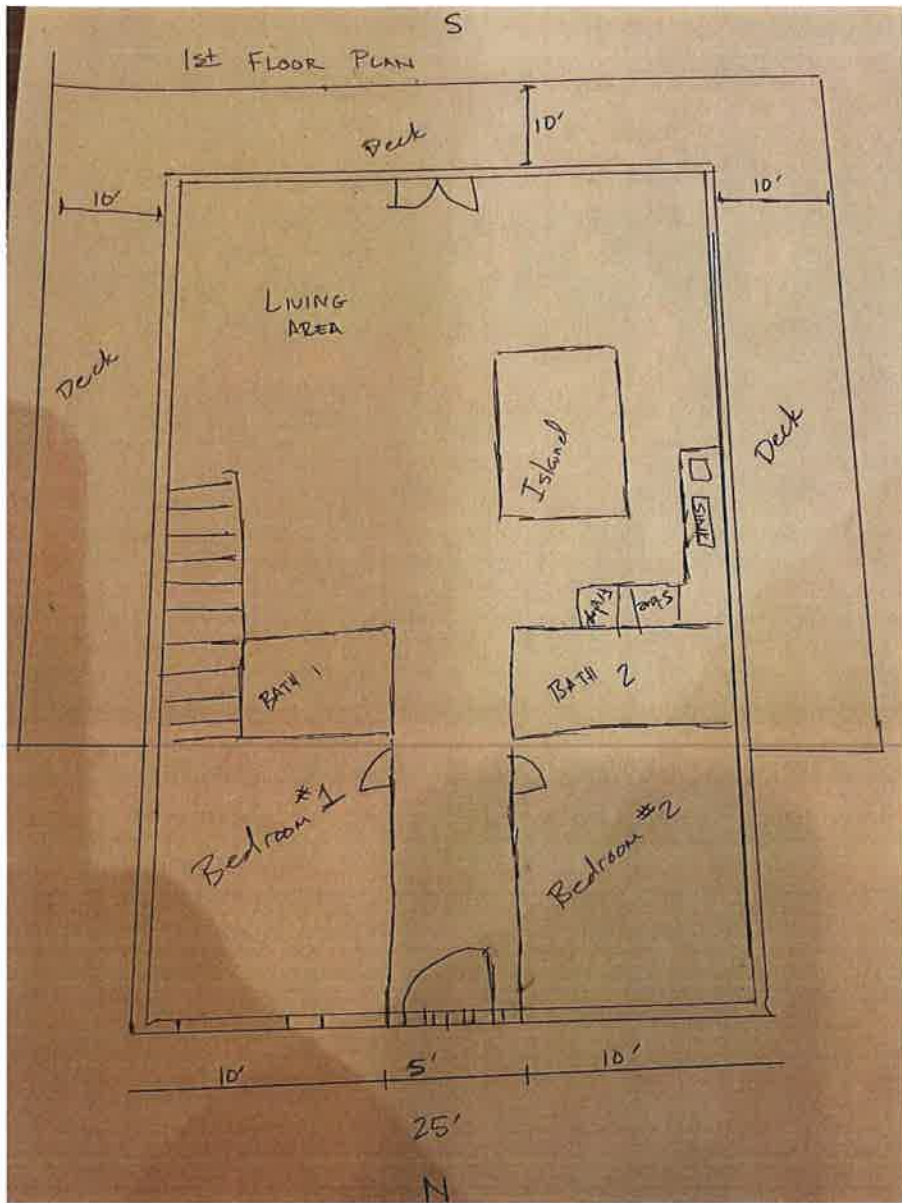 S
1st FLOOR PLAN
10'
Deck
10'
10'
LIVING
AREA
Deck
Island
Deck
SINK
BATH 1
BATH 2
Bedroom #1
Bedroom #2
10'
5'
10'
25'
N